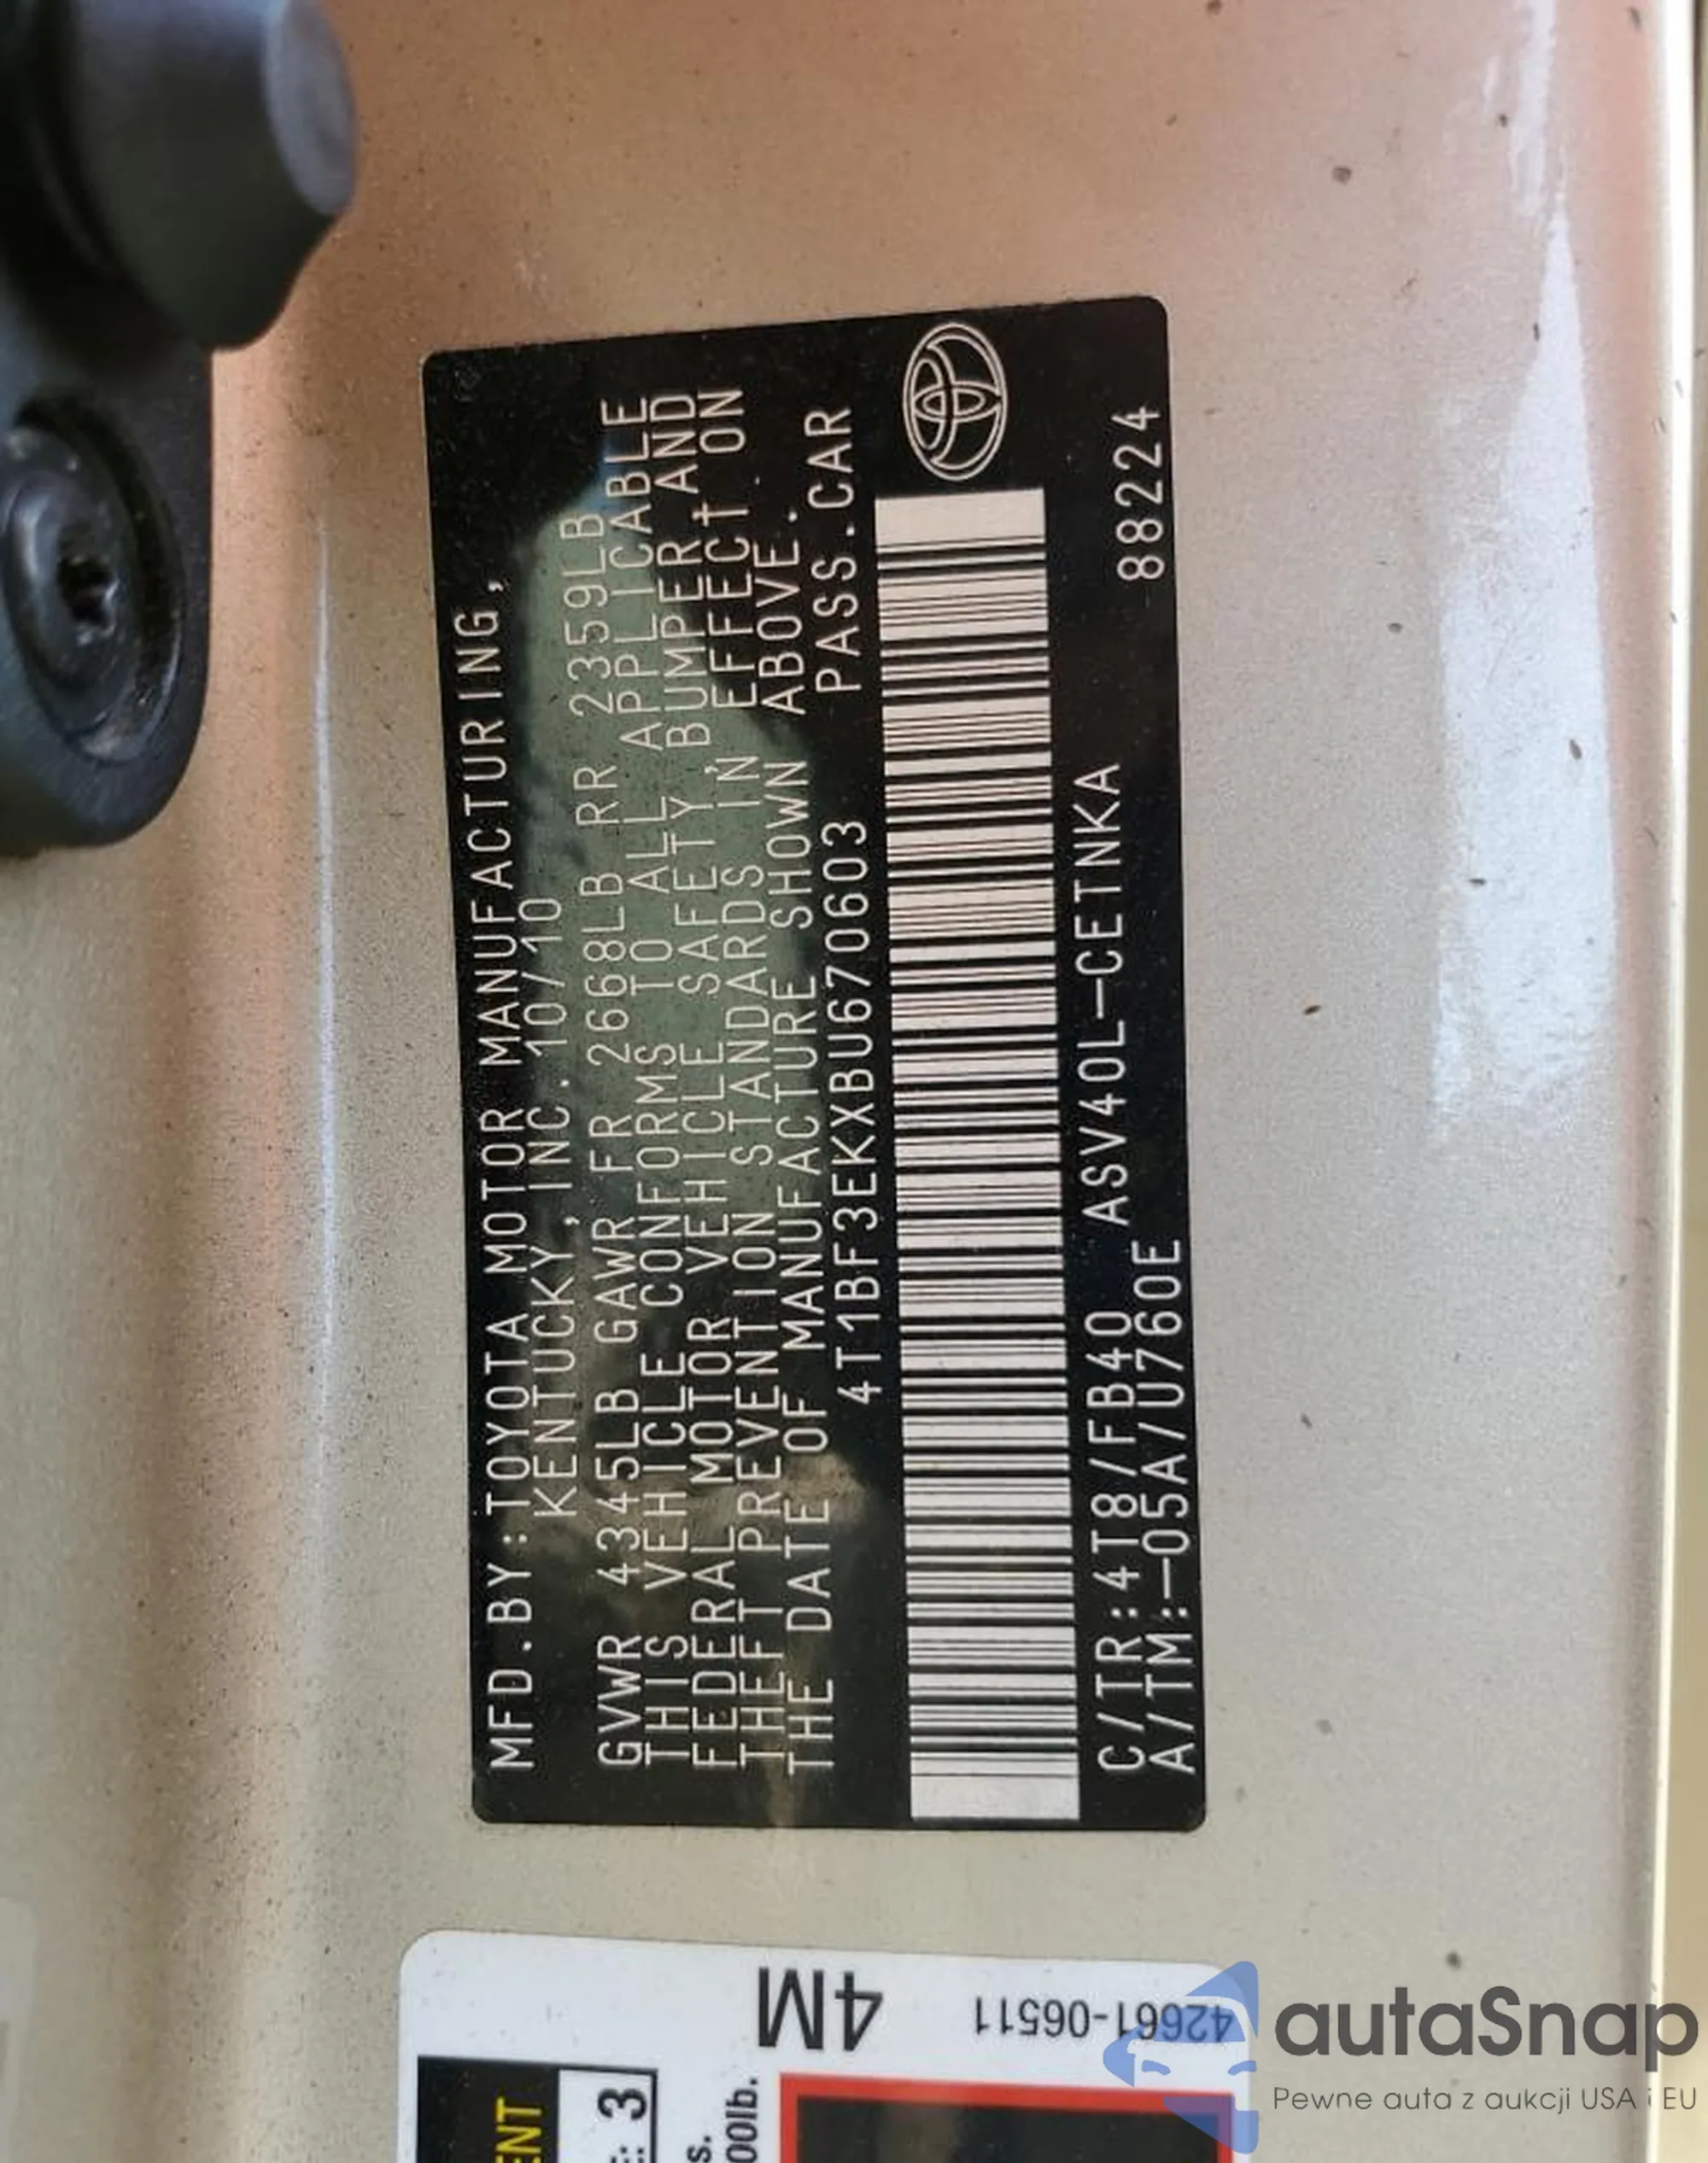 MFD.BY:TOYOTA MOTOR MANUFACTURING,
KENTUCKY, INC. 10/10
GVWR 4345LB GAWR FR 2668LB RR 2359LB
THIS VEHICLE CONFORMS TO ALL APPLICABLE
FEDERAL MOTOR VEHICLE SAFETY, BUMPER AND
THEFT PREVENTION STANDARDS IN EFFECT ON
THE DATE OF MANUFACTURE SHOWN ABOVE.
4T1BF3EKXBU670603 PASS.CAR
C/TR:4T8/FB40 ASV40L-CETNKA
A/TM:-05A/U760E
88224
4M
42661-06511
ENT
: 3
s.
00lb.
autaSnap
Pewne auta z aukcji USA i EU